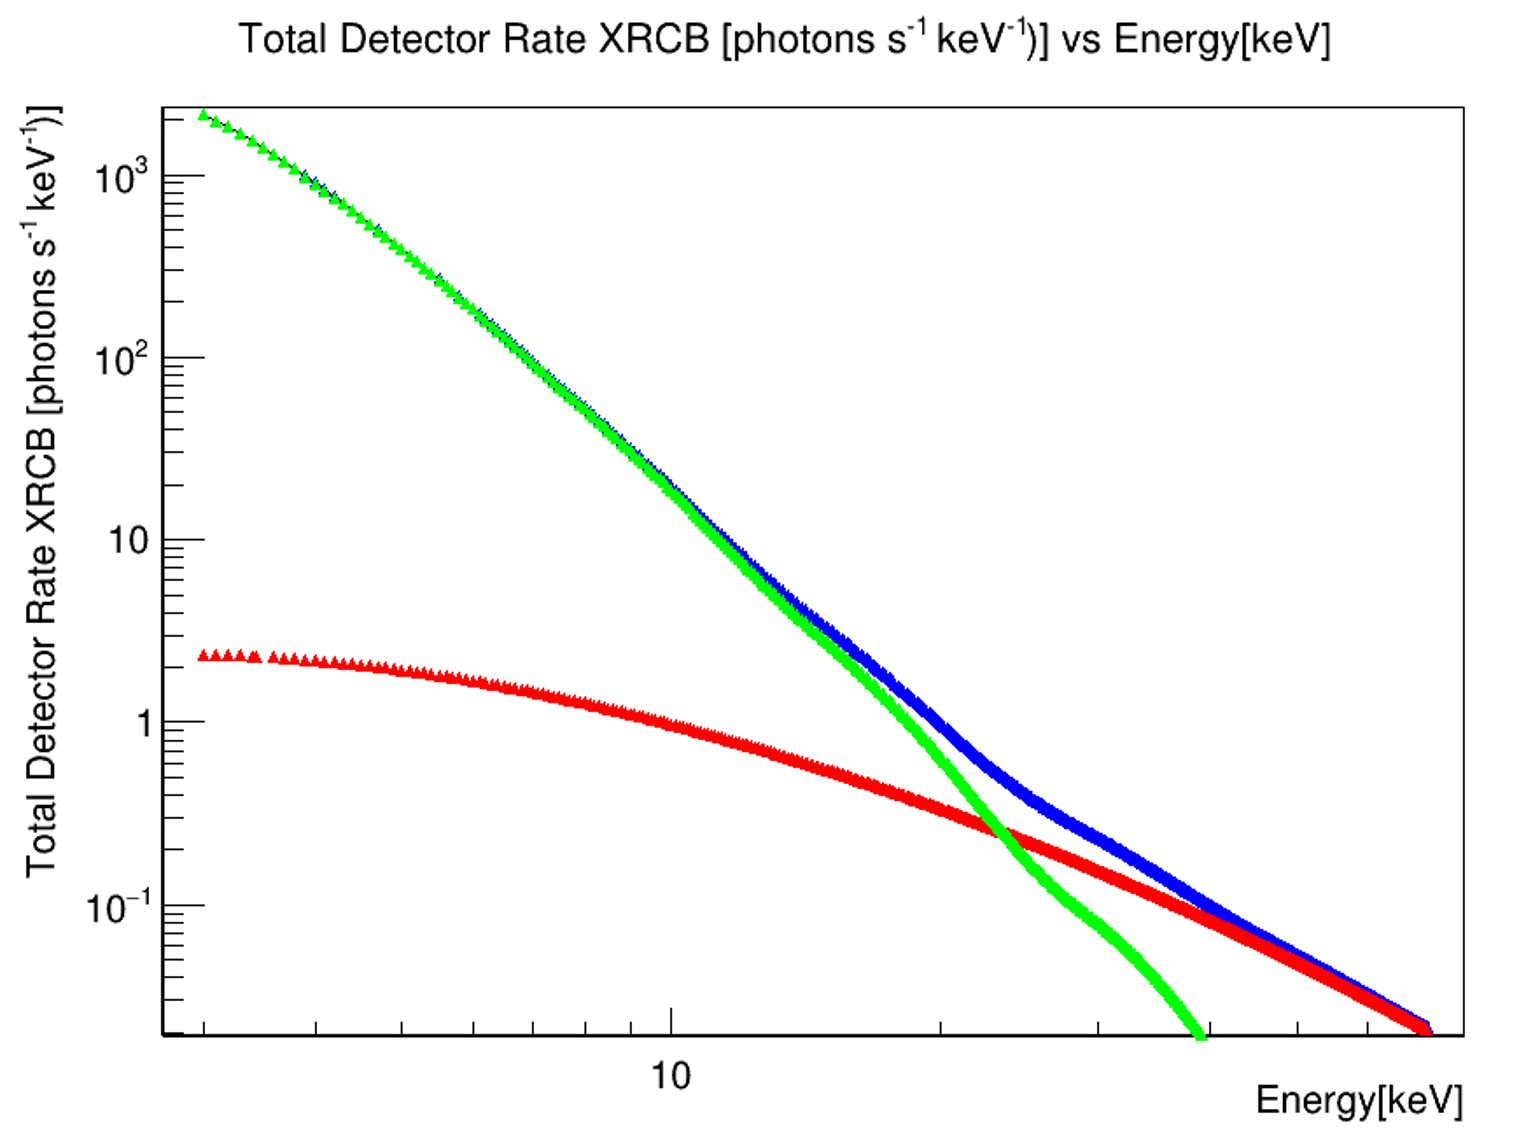 Total Detector Rate XRCB [photons s⁻¹ keV⁻¹)] vs Energy[keV]
Total Detector Rate XRCB [photons s⁻¹ keV⁻¹)]
10³
10²
10
1
10⁻¹
10
Energy[keV]